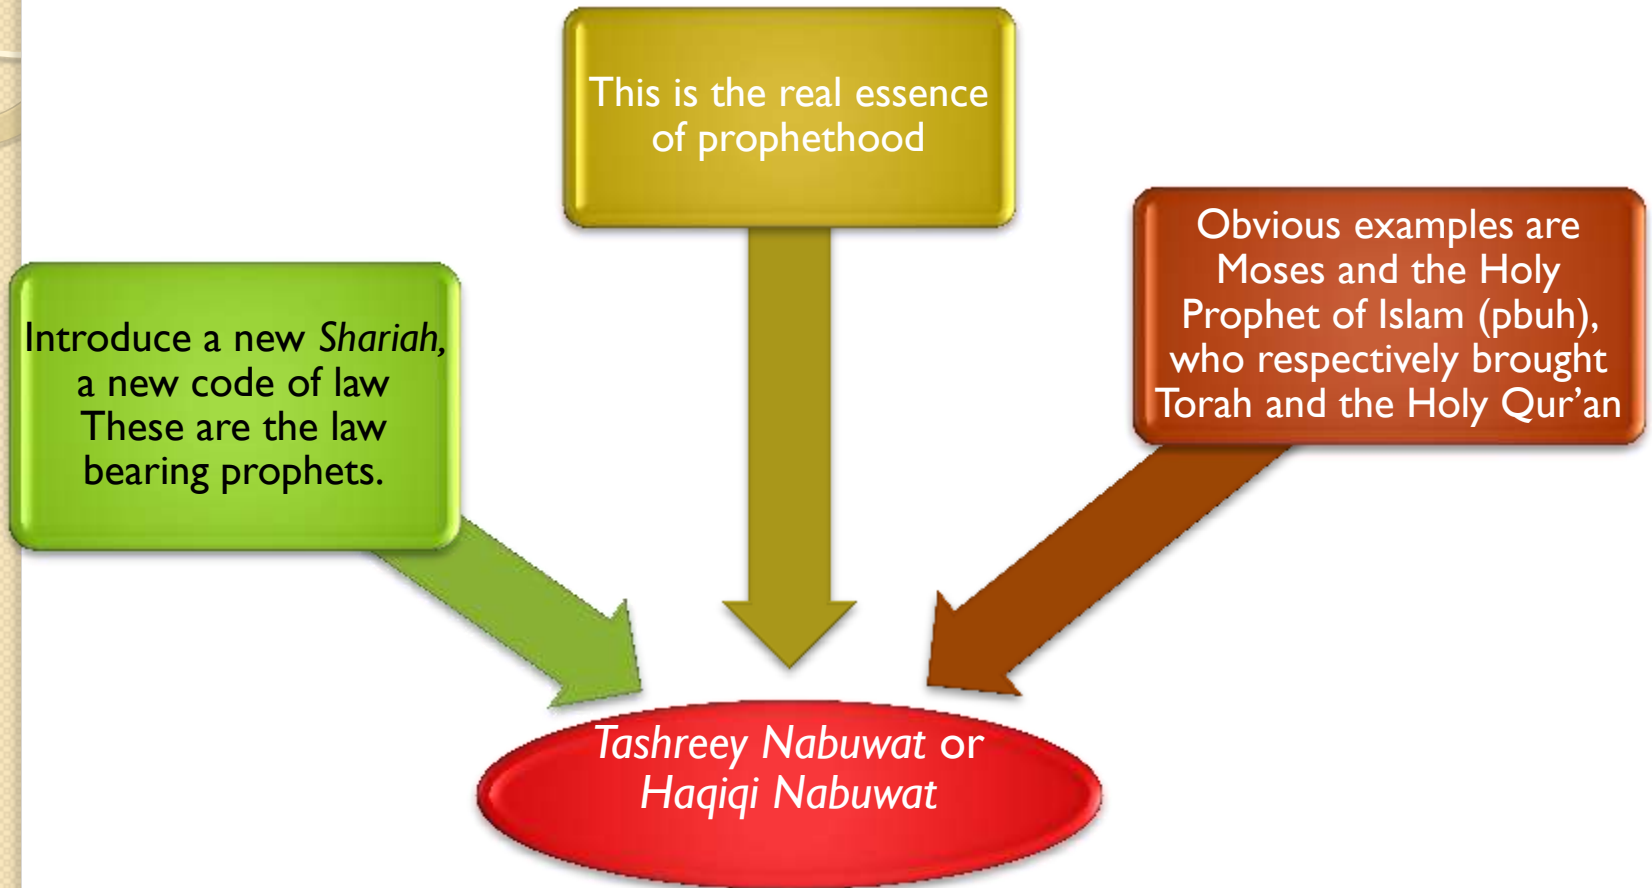 This is the real essence
of prophethood
Introduce a new Shariah,
a new code of law
These are the law
bearing prophets.
Obvious examples are
Moses and the Holy
Prophet of Islam (pbuh),
who respectively brought
Torah and the Holy Qur’an
Tashreey Nabuwat or
Haqiqi Nabuwat